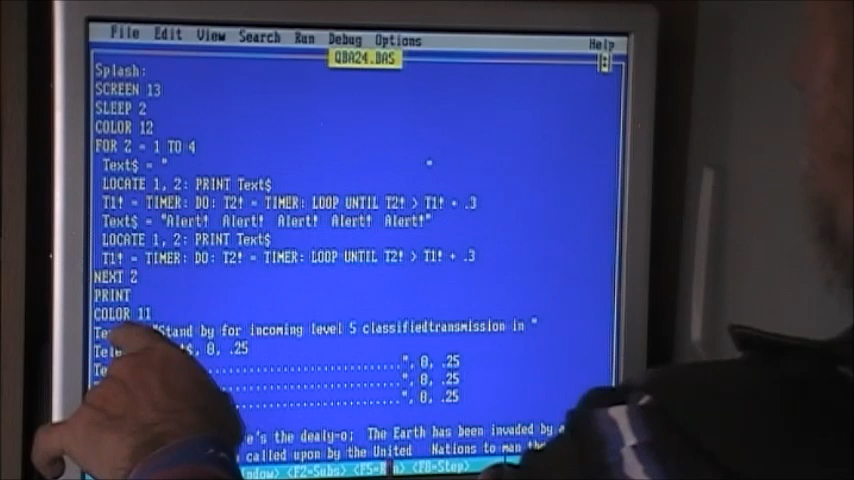 File Edit View Search Run Debug Options Help
QBA24.BAS
Splash:
SCREEN 13
SLEEP 2
COLOR 12
FOR Z = 1 TO 4
Text$ = " "
LOCATE 1, 2: PRINT Text$
T1! = TIMER: DO: T2! = TIMER: LOOP UNTIL T2! > T1! + .3
Text$ = "Alert! Alert! Alert! Alert! Alert!"
LOCATE 1, 2: PRINT Text$
T1! = TIMER: DO: T2! = TIMER: LOOP UNTIL T2! > T1! + .3
NEXT Z
PRINT
COLOR 11
"Stand by for incoming level 5 classifiedtransmission in "
$, 0, .25
..............................", 0, .25
..............................", 0, .25
..........................", 0, .25
e's the dealy-o; The Earth has been invaded by a
called upon by the United Nations to man the
<F2=Subs> <F5=Run> <F8=Step>